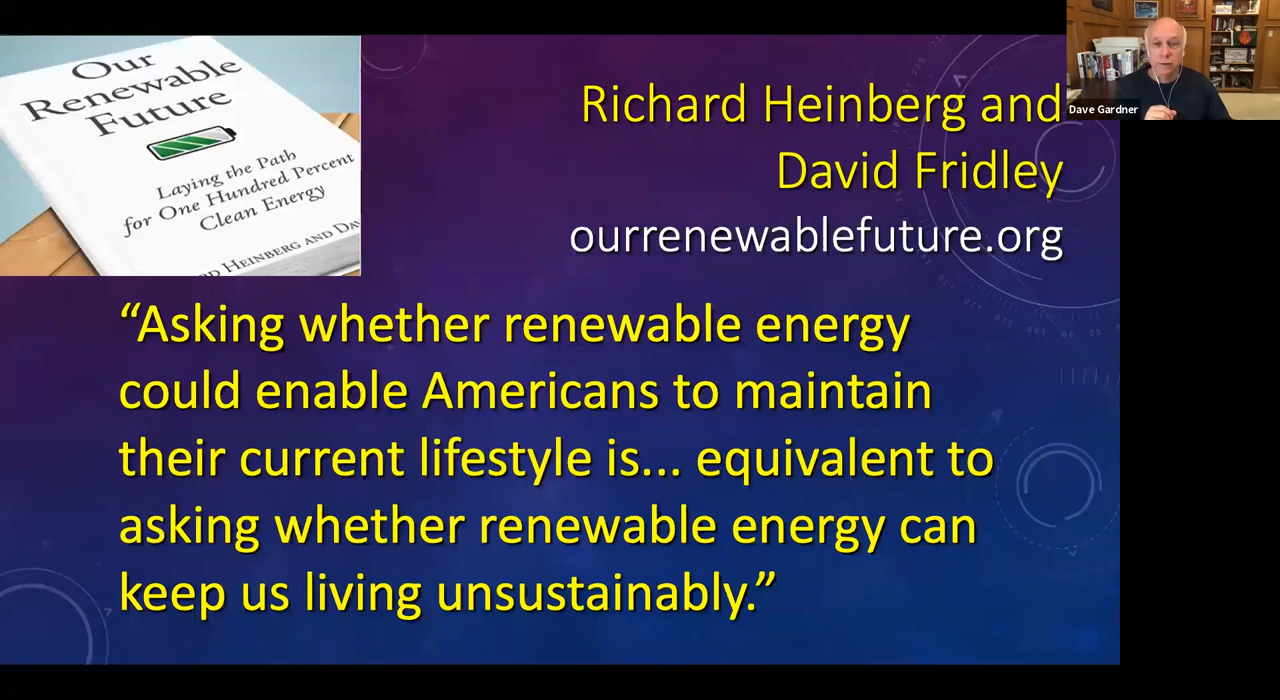 Our
Renewable
Future
Laying the Path
for One Hundred Percent
Clean Energy
RD HEINBERG AND DA
Richard Heinberg and
David Fridley
ourrenewablefuture.org
Dave Gardner
“Asking whether renewable energy
could enable Americans to maintain
their current lifestyle is... equivalent to
asking whether renewable energy can
keep us living unsustainably.”